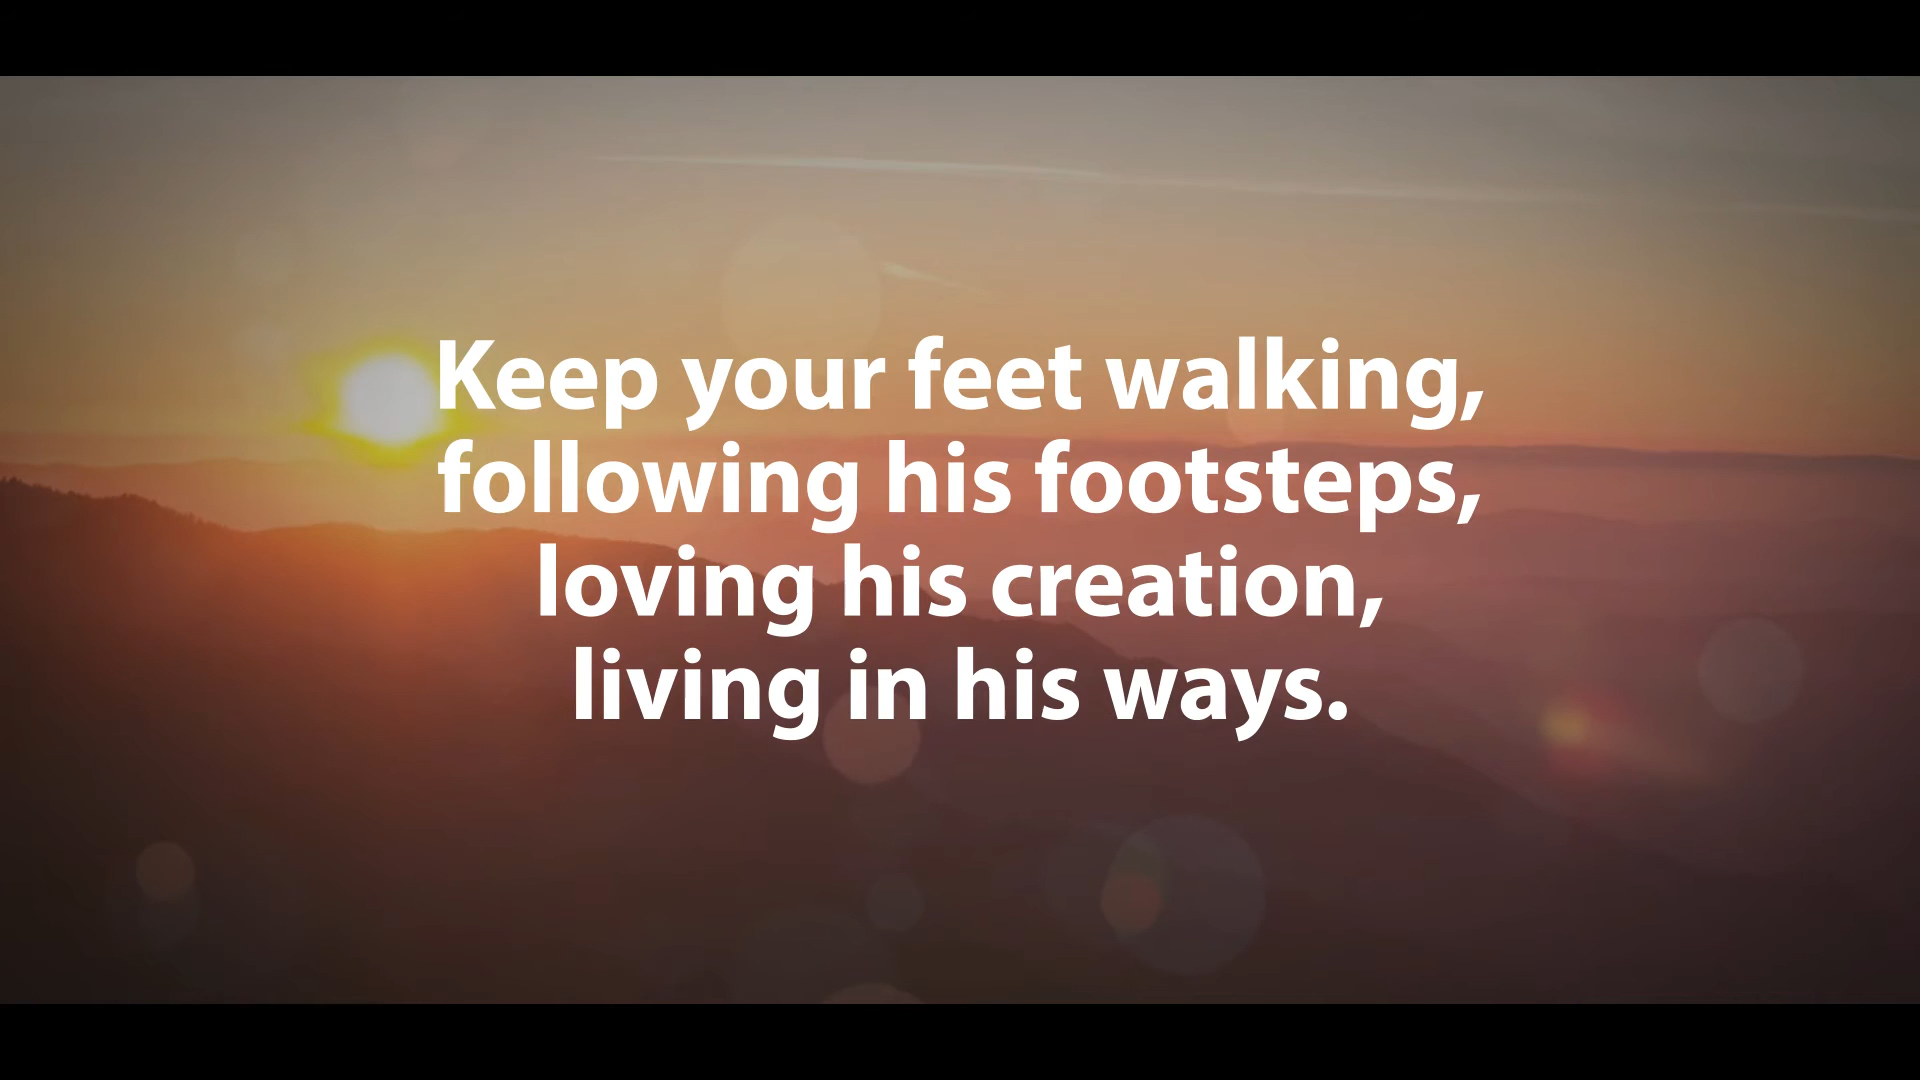 Keep your feet walking,
following his footsteps,
loving his creation,
living in his ways.